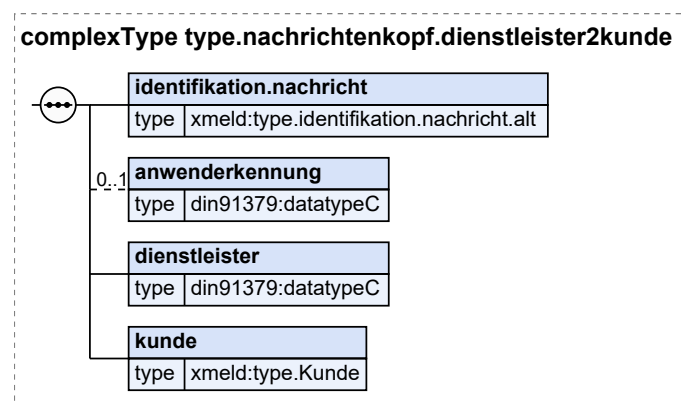 complexType type.nachrichtenkopf.dienstleister2kunde
identifikation.nachricht
type xmeld:type.identifikation.nachricht.alt
0..1
anwenderkennung
type din91379:datatypeC
dienstleister
type din91379:datatypeC
kunde
type xmeld:type.Kunde